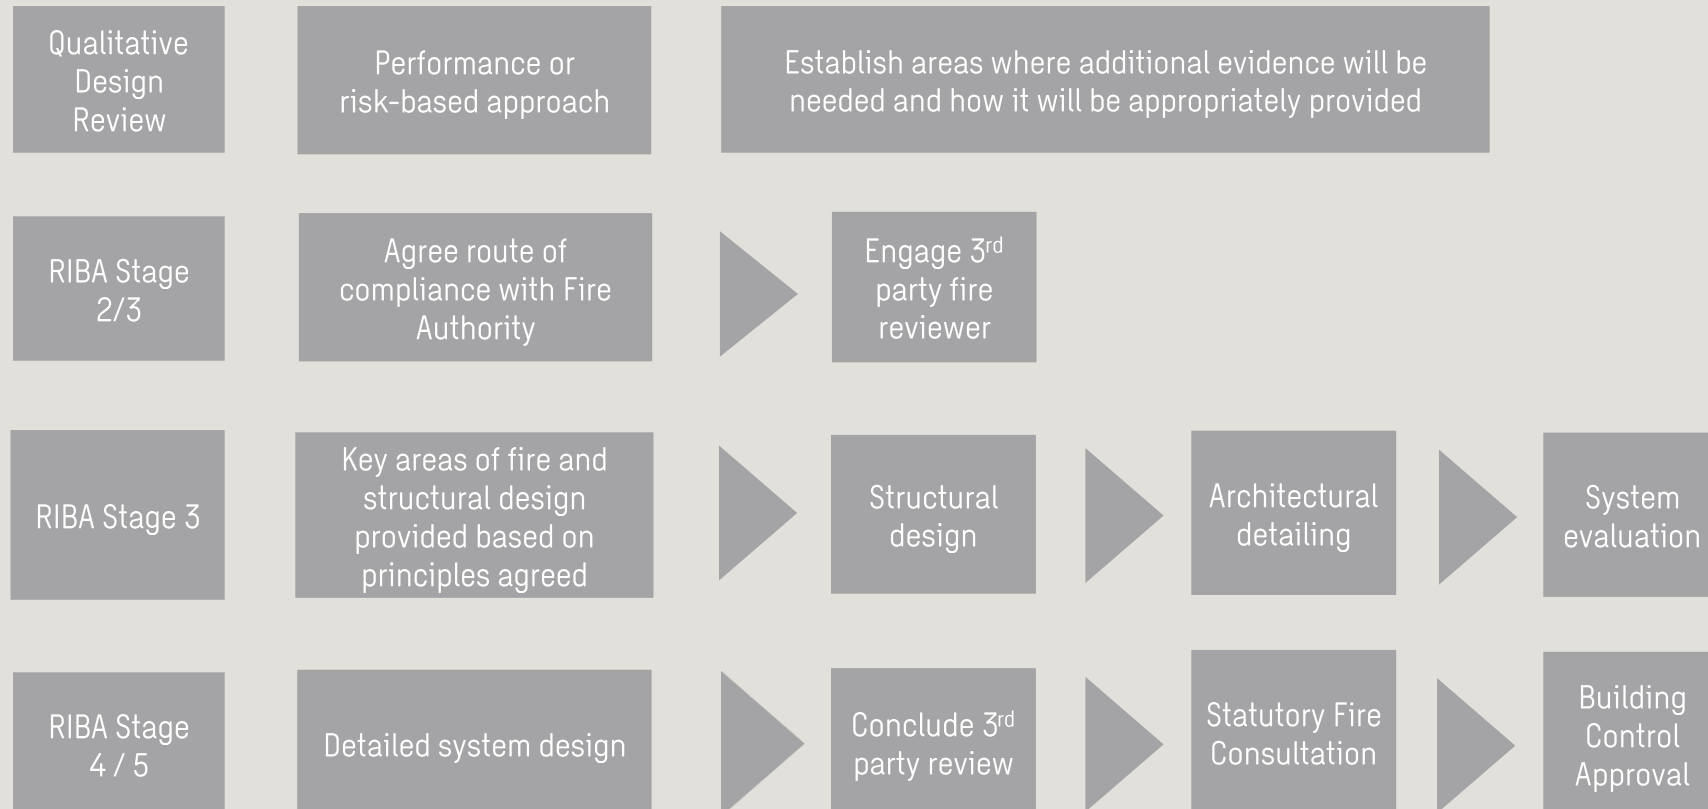 Qualitative
Design
Review
Performance or
risk-based approach
Establish areas where additional evidence will be
needed and how it will be appropriately provided
RIBA Stage
2/3
Agree route of
compliance with Fire
Authority
Engage 3rd
party fire
reviewer
RIBA Stage 3
Key areas of fire and
structural design
provided based on
principles agreed
Structural
design
Architectural
detailing
System
evaluation
RIBA Stage
4 / 5
Detailed system design
Conclude 3rd
party review
Statutory Fire
Consultation
Building
Control
Approval